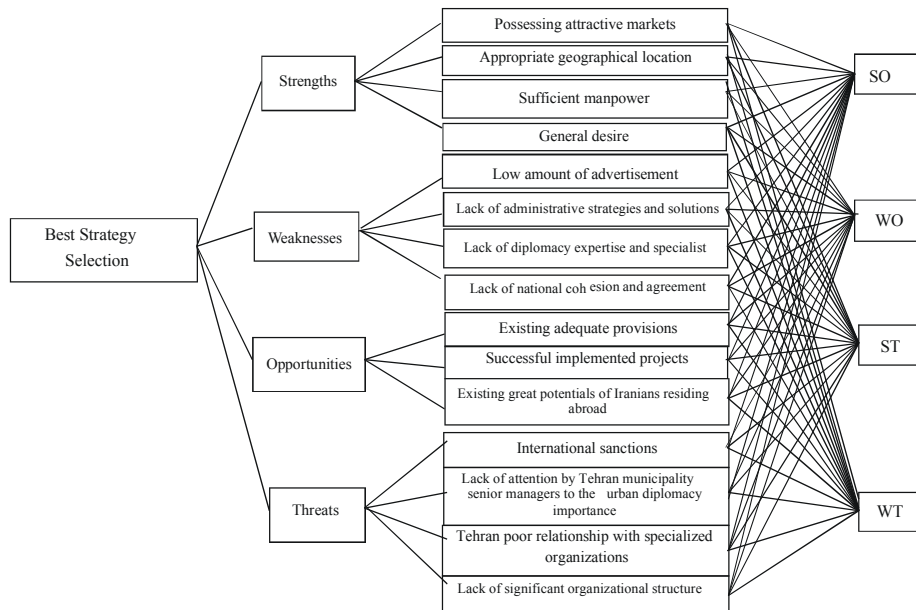 Best Strategy
Selection
Strengths
Weaknesses
Opportunities
Threats
Possessing attractive markets
Appropriate geographical location
Sufficient manpower
General desire
Low amount of advertisement
Lack of administrative strategies and solutions
Lack of diplomacy expertise and specialist
Lack of national coh esion and agreement
Existing adequate provisions
Successful implemented projects
Existing great potentials of Iranians residing
abroad
International sanctions
Lack of attention by Tehran municipality
senior managers to the urban diplomacy
importance
Tehran poor relationship with specialized
organizations
Lack of significant organizational structure
SO
WO
ST
WT